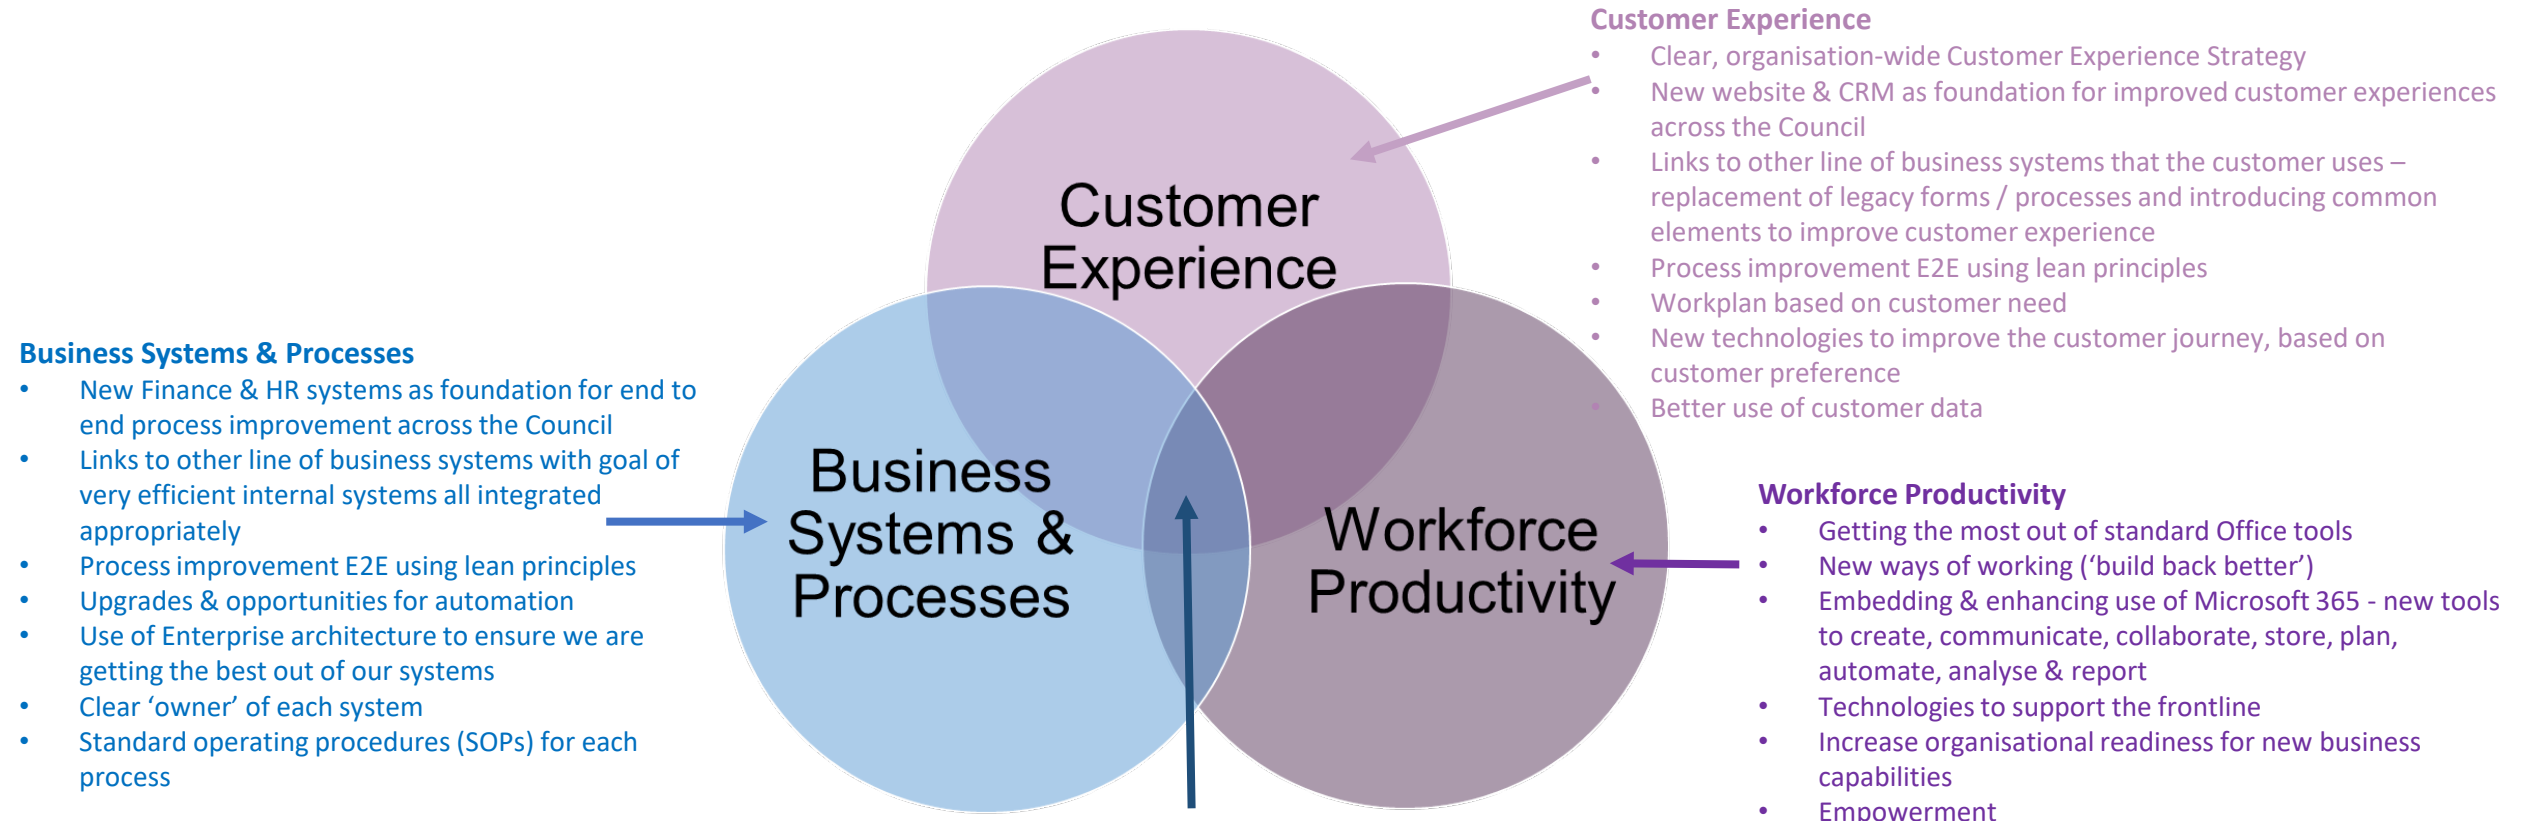 Customer Experience
• Clear, organisation-wide Customer Experience Strategy
• New website & CRM as foundation for improved customer experiences
across the Council
• Links to other line of business systems that the customer uses –
replacement of legacy forms / processes and introducing common
elements to improve customer experience
• Process improvement E2E using lean principles
• Workplan based on customer need
• New technologies to improve the customer journey, based on
customer preference
• Better use of customer data
Customer
Experience
Business Systems & Processes
• New Finance & HR systems as foundation for end to
end process improvement across the Council
• Links to other line of business systems with goal of
very efficient internal systems all integrated
appropriately
• Process improvement E2E using lean principles
• Upgrades & opportunities for automation
• Use of Enterprise architecture to ensure we are
getting the best out of our systems
• Clear ‘owner’ of each system
• Standard operating procedures (SOPs) for each
process
Business
Systems &
Processes
Workforce
Productivity
Workforce Productivity
• Getting the most out of standard Office tools
• New ways of working (‘build back better’)
• Embedding & enhancing use of Microsoft 365 - new tools
to create, communicate, collaborate, store, plan,
automate, analyse & report
• Technologies to support the frontline
• Increase organisational readiness for new business
capabilities
• Empowerment